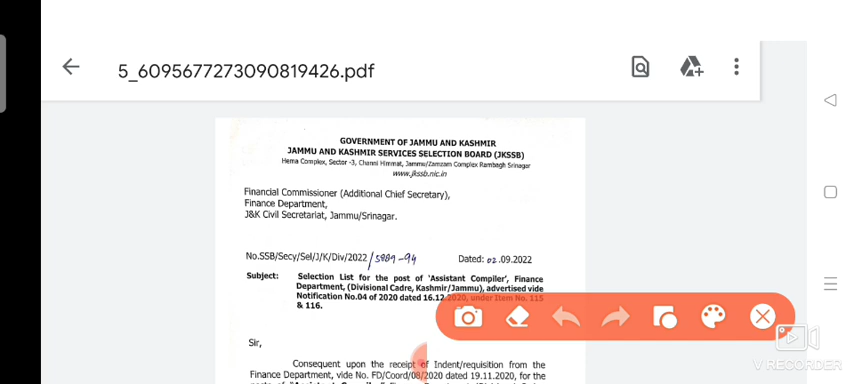 5_6095677273090819426.pdf
GOVERNMENT OF JAMMU AND KASHMIR
JAMMU AND KASHMIR SERVICES SELECTION BOARD (JKSSB)
Hema Complex, Sector -3, Channi Himmat, Jammu/Zamzam Complex Rambagh Srinagar
www.jkssb.nic.in
Financial Commissioner (Additional Chief Secretary),
Finance Department,
J&K Civil Secretariat, Jammu/Srinagar.
No.SSB/Secy/Sel/J/K/Div/2022/5889-94 Dated: 02.09.2022
Subject: Selection List for the post of 'Assistant Compiler', Finance
Department, (Divisional Cadre, Kashmir/Jammu), advertised vide
Notification No.04 of 2020 dated 16.12.2020, under Item No. 115
& 116.
Sir,
Consequent upon the receipt of Indent/requisition from the
Finance Department, vide No. FD/Coord/08/2020 dated 19.11.2020, for the
VRECORDER